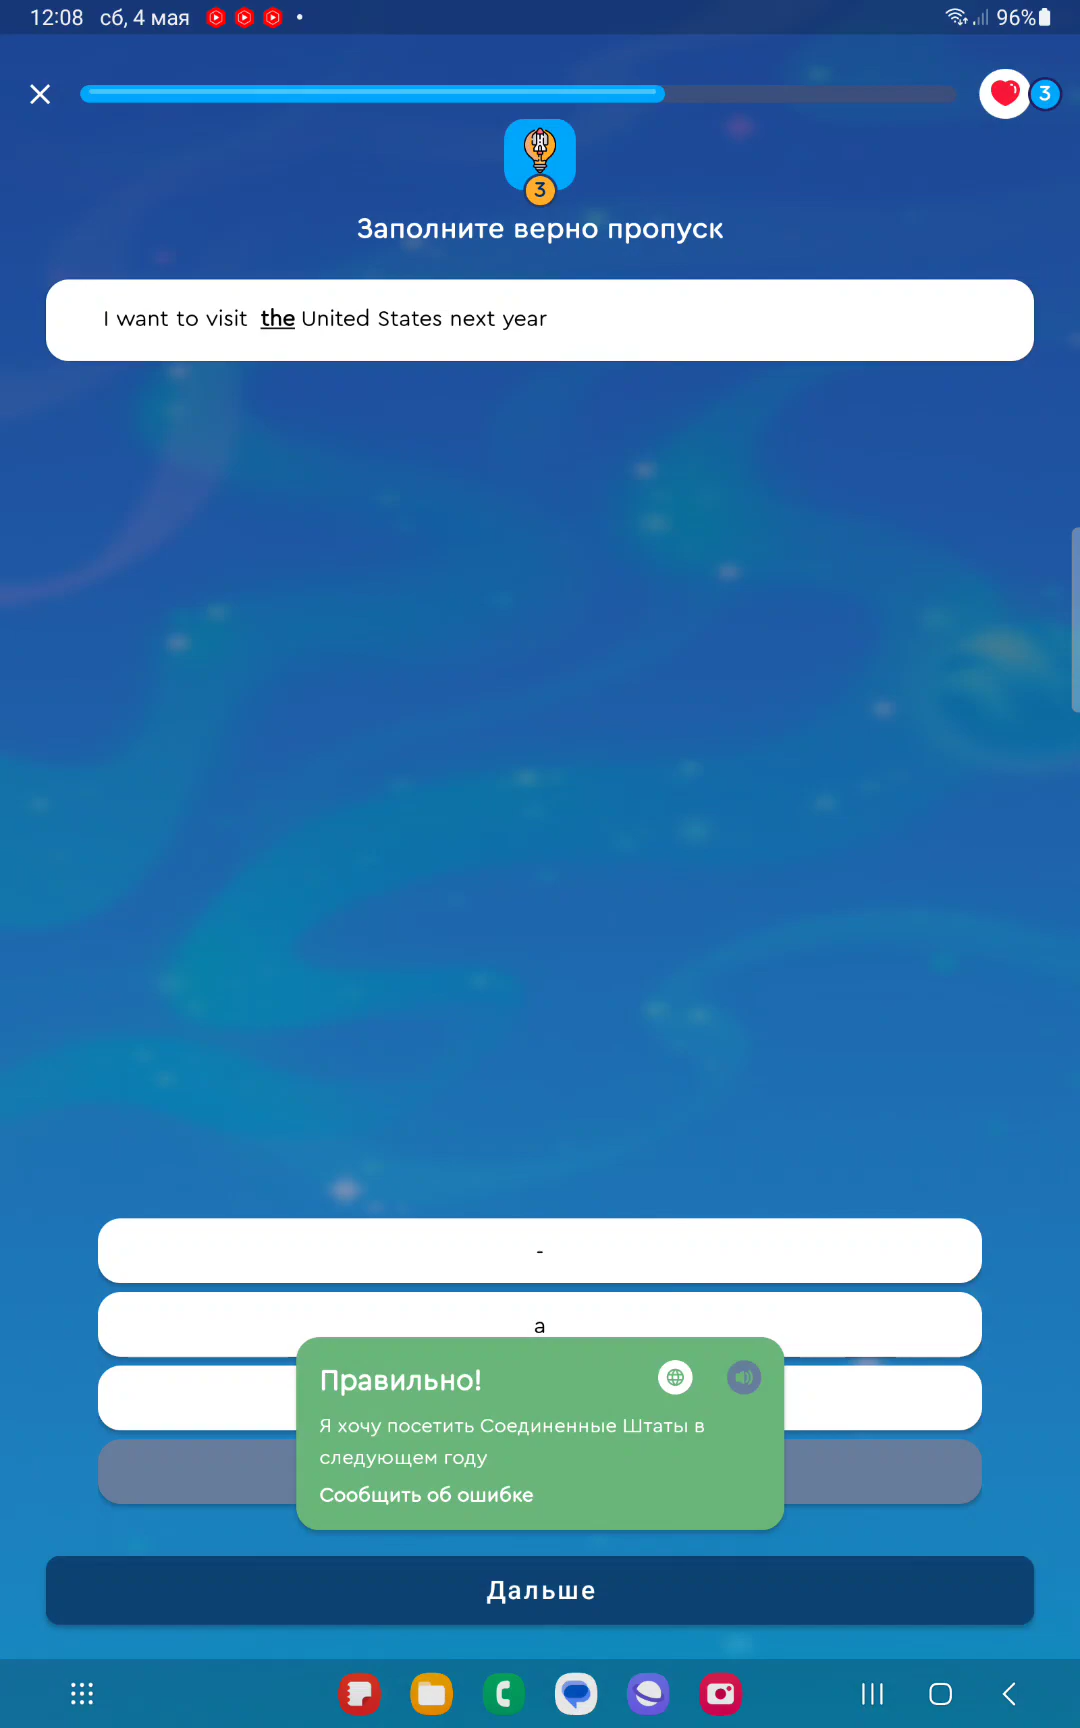 12:08 сб, 4 мая 96%
3
3
Заполните верно пропуск
I want to visit the United States next year
-
a
Правильно!
Я хочу посетить Соединенные Штаты в
следующем году
Сообщить об ошибке
Дальше